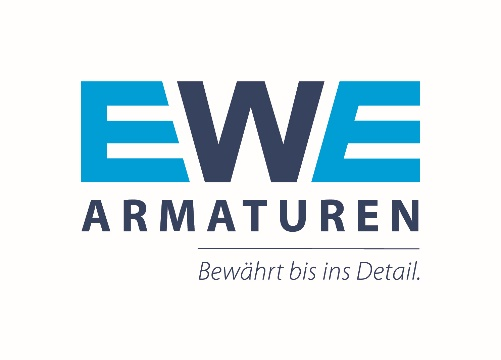 EWE
ARMATUREN
Bewährt bis ins Detail.